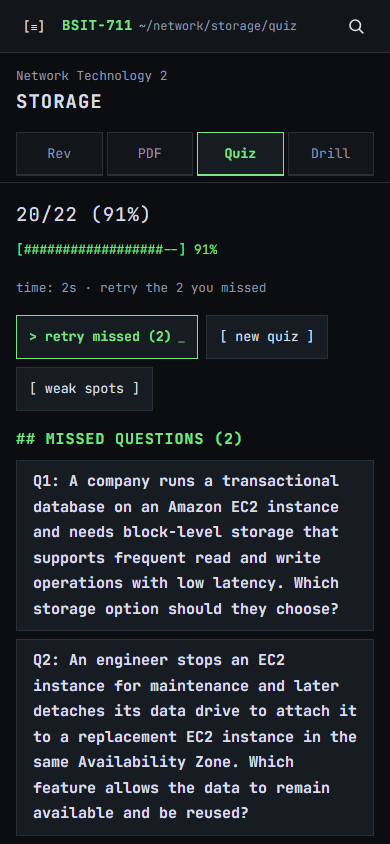 [≡] BSIT-711 ~/network/storage/quiz
Network Technology 2
STORAGE
Rev PDF Quiz Drill
20/22 (91%)
[##################--] 91%
time: 2s · retry the 2 you missed
> retry missed (2) _ [ new quiz ]
[ weak spots ]
## MISSED QUESTIONS (2)
Q1: A company runs a transactional
database on an Amazon EC2 instance
and needs block-level storage that
supports frequent read and write
operations with low latency. Which
storage option should they choose?
Q2: An engineer stops an EC2
instance for maintenance and later
detaches its data drive to attach it
to a replacement EC2 instance in the
same Availability Zone. Which
feature allows the data to remain
available and be reused?